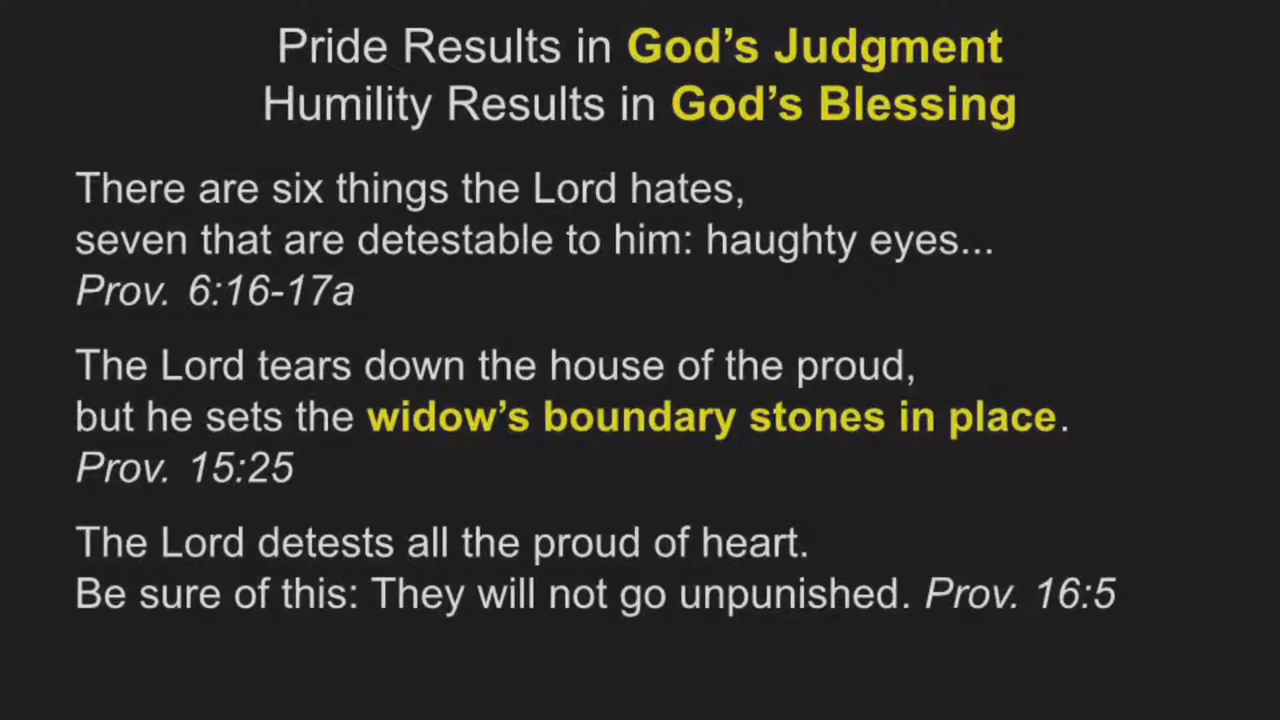 Pride Results in God’s Judgment
Humility Results in God’s Blessing
There are six things the Lord hates,
seven that are detestable to him: haughty eyes...
Prov. 6:16-17a
The Lord tears down the house of the proud,
but he sets the widow’s boundary stones in place.
Prov. 15:25
The Lord detests all the proud of heart.
Be sure of this: They will not go unpunished. Prov. 16:5